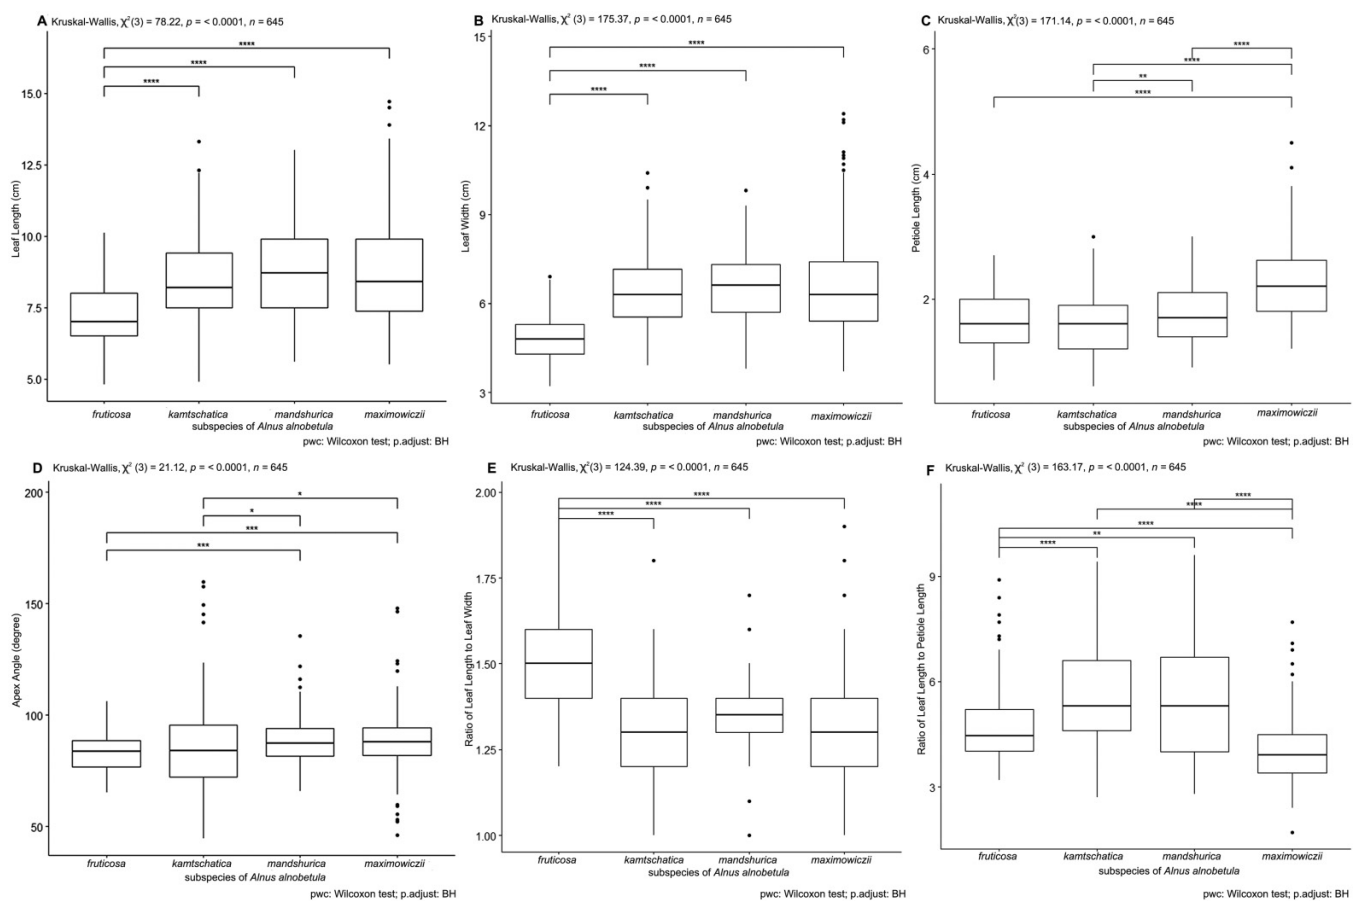 A Kruskal-Wallis, χ²(3) = 78.22, p = < 0.0001, n = 645
Leaf Length (cm)
15.0
12.5
10.0
7.5
5.0
****
****
****
fruticosa kamtschatica mandshurica maximowiczii
subspecies of Alnus alnobetula
pwc: Wilcoxon test; p.adjust: BH
B Kruskal-Wallis, χ² (3) = 175.37, p = < 0.0001, n = 645
Leaf Width (cm)
15
12
9
6
3
****
****
****
fruticosa kamtschatica mandshurica maximowiczii
subspecies of Alnus alnobetula
pwc: Wilcoxon test; p.adjust: BH
C Kruskal-Wallis, χ²(3) = 171.14, p = < 0.0001, n = 645
Petiole Length (cm)
6
4
2
****
****
**
****
fruticosa kamtschatica mandshurica maximowiczii
subspecies of Alnus alnobetula
pwc: Wilcoxon test; p.adjust: BH
D Kruskal-Wallis, χ² (3) = 21.12, p = < 0.0001, n = 645
Apex Angle (degree)
200
150
100
50
*
*
***
***
fruticosa kamtschatica mandshurica maximowiczii
subspecies of Alnus alnobetula
pwc: Wilcoxon test; p.adjust: BH
E Kruskal-Wallis, χ²(3) = 124.39, p = < 0.0001, n = 645
Ratio of Leaf Length to Leaf Width
2.00
1.75
1.50
1.25
1.00
****
****
****
fruticosa kamtschatica mandshurica maximowiczii
subspecies of Alnus alnobetula
pwc: Wilcoxon test; p.adjust: BH
F Kruskal-Wallis, χ² (3) = 163.17, p = < 0.0001, n = 645
Ratio of Leaf Length to Petiole Length
9
6
3
****
****
****
**
****
fruticosa kamtschatica mandshurica maximowiczii
subspecies of Alnus alnobetula
pwc: Wilcoxon test; p.adjust: BH